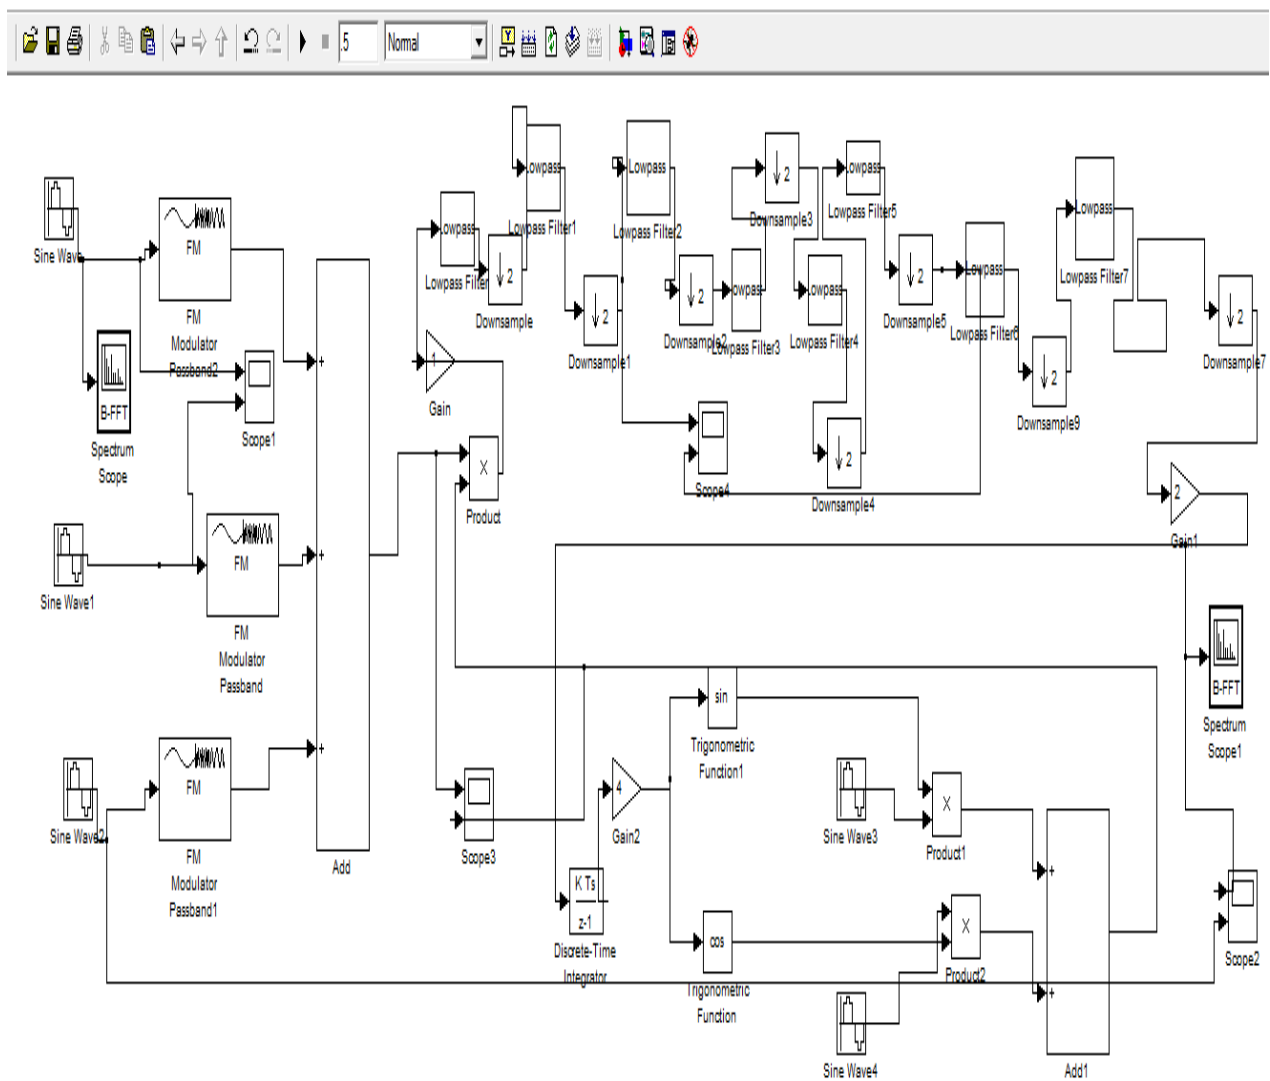 .5
Normal
Sine Wave
FM
FM
Modulator
Passband2
B-FFT
Spectrum
Scope
Scope1
Sine Wave1
FM
FM
Modulator
Passband
Sine Wave2
FM
FM
Modulator
Passband1
+
+
+
Add
Lowpass
Lowpass Filter
2
Downsample
1
Gain
X
Product
Lowpass
Lowpass Filter1
2
Downsample1
Lowpass
Lowpass Filter2
2
Downsample2
Lowpass
Lowpass Filter3
2
Downsample3
Lowpass
Lowpass Filter4
2
Downsample4
Lowpass
Lowpass Filter5
2
Downsample5
Lowpass
Lowpass Filter6
2
Downsample9
Lowpass
Lowpass Filter7
2
Downsample7
Scope4
2
Gain1
B-FFT
Spectrum
Scope1
Scope3
K Ts
z-1
Discrete-Time
Integrator
4
Gain2
sin
Trigonometric
Function1
cos
Trigonometric
Function
Sine Wave3
X
Product1
X
Product2
Sine Wave4
+
+
Add1
Scope2